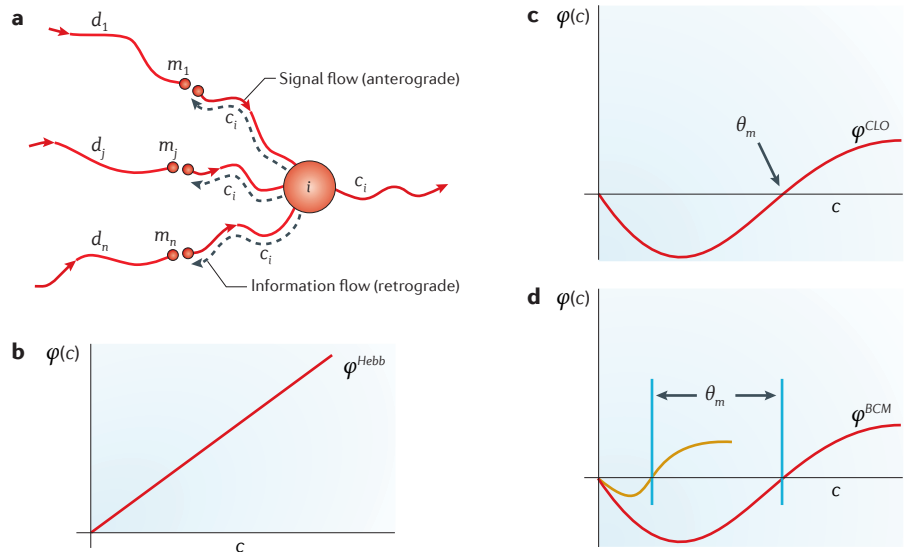 a
d1
m1
Signal flow (anterograde)
ci
dj
mj
ci
i
ci
dn
mn
ci
Information flow (retrograde)
b
φ(c)
φHebb
c
c
φ(c)
θm
φCLO
c
d
φ(c)
θm
φBCM
c